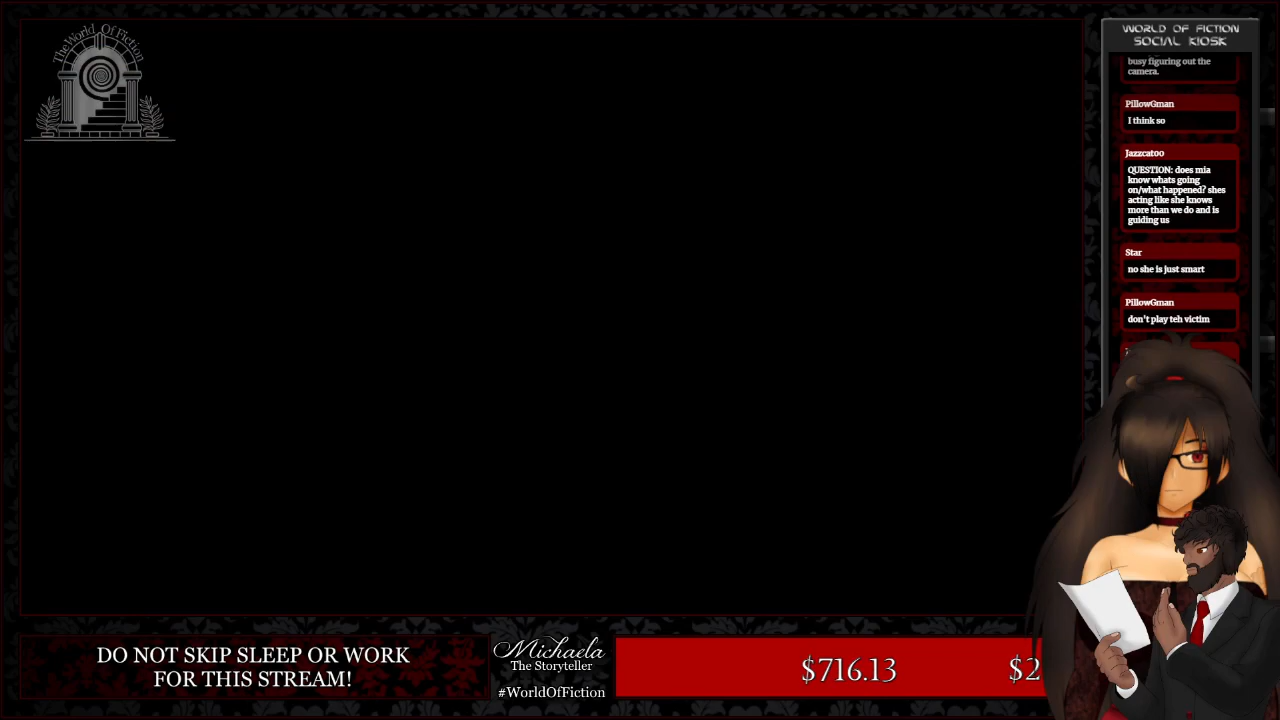 The World Of Fiction
WORLD OF FICTION
SOCIAL KIOSK
busy figuring out the
camera.
PillowGman
I think so
Jazzcat00
QUESTION: does mia
know whats going
on/what happened? shes
acting like she knows
more than we do and is
guiding us
Star
no she is just smart
PillowGman
don't play teh victim
DO NOT SKIP SLEEP OR WORK
FOR THIS STREAM!
Michaela
The Storyteller
#WorldOfFiction
$716.13
$2